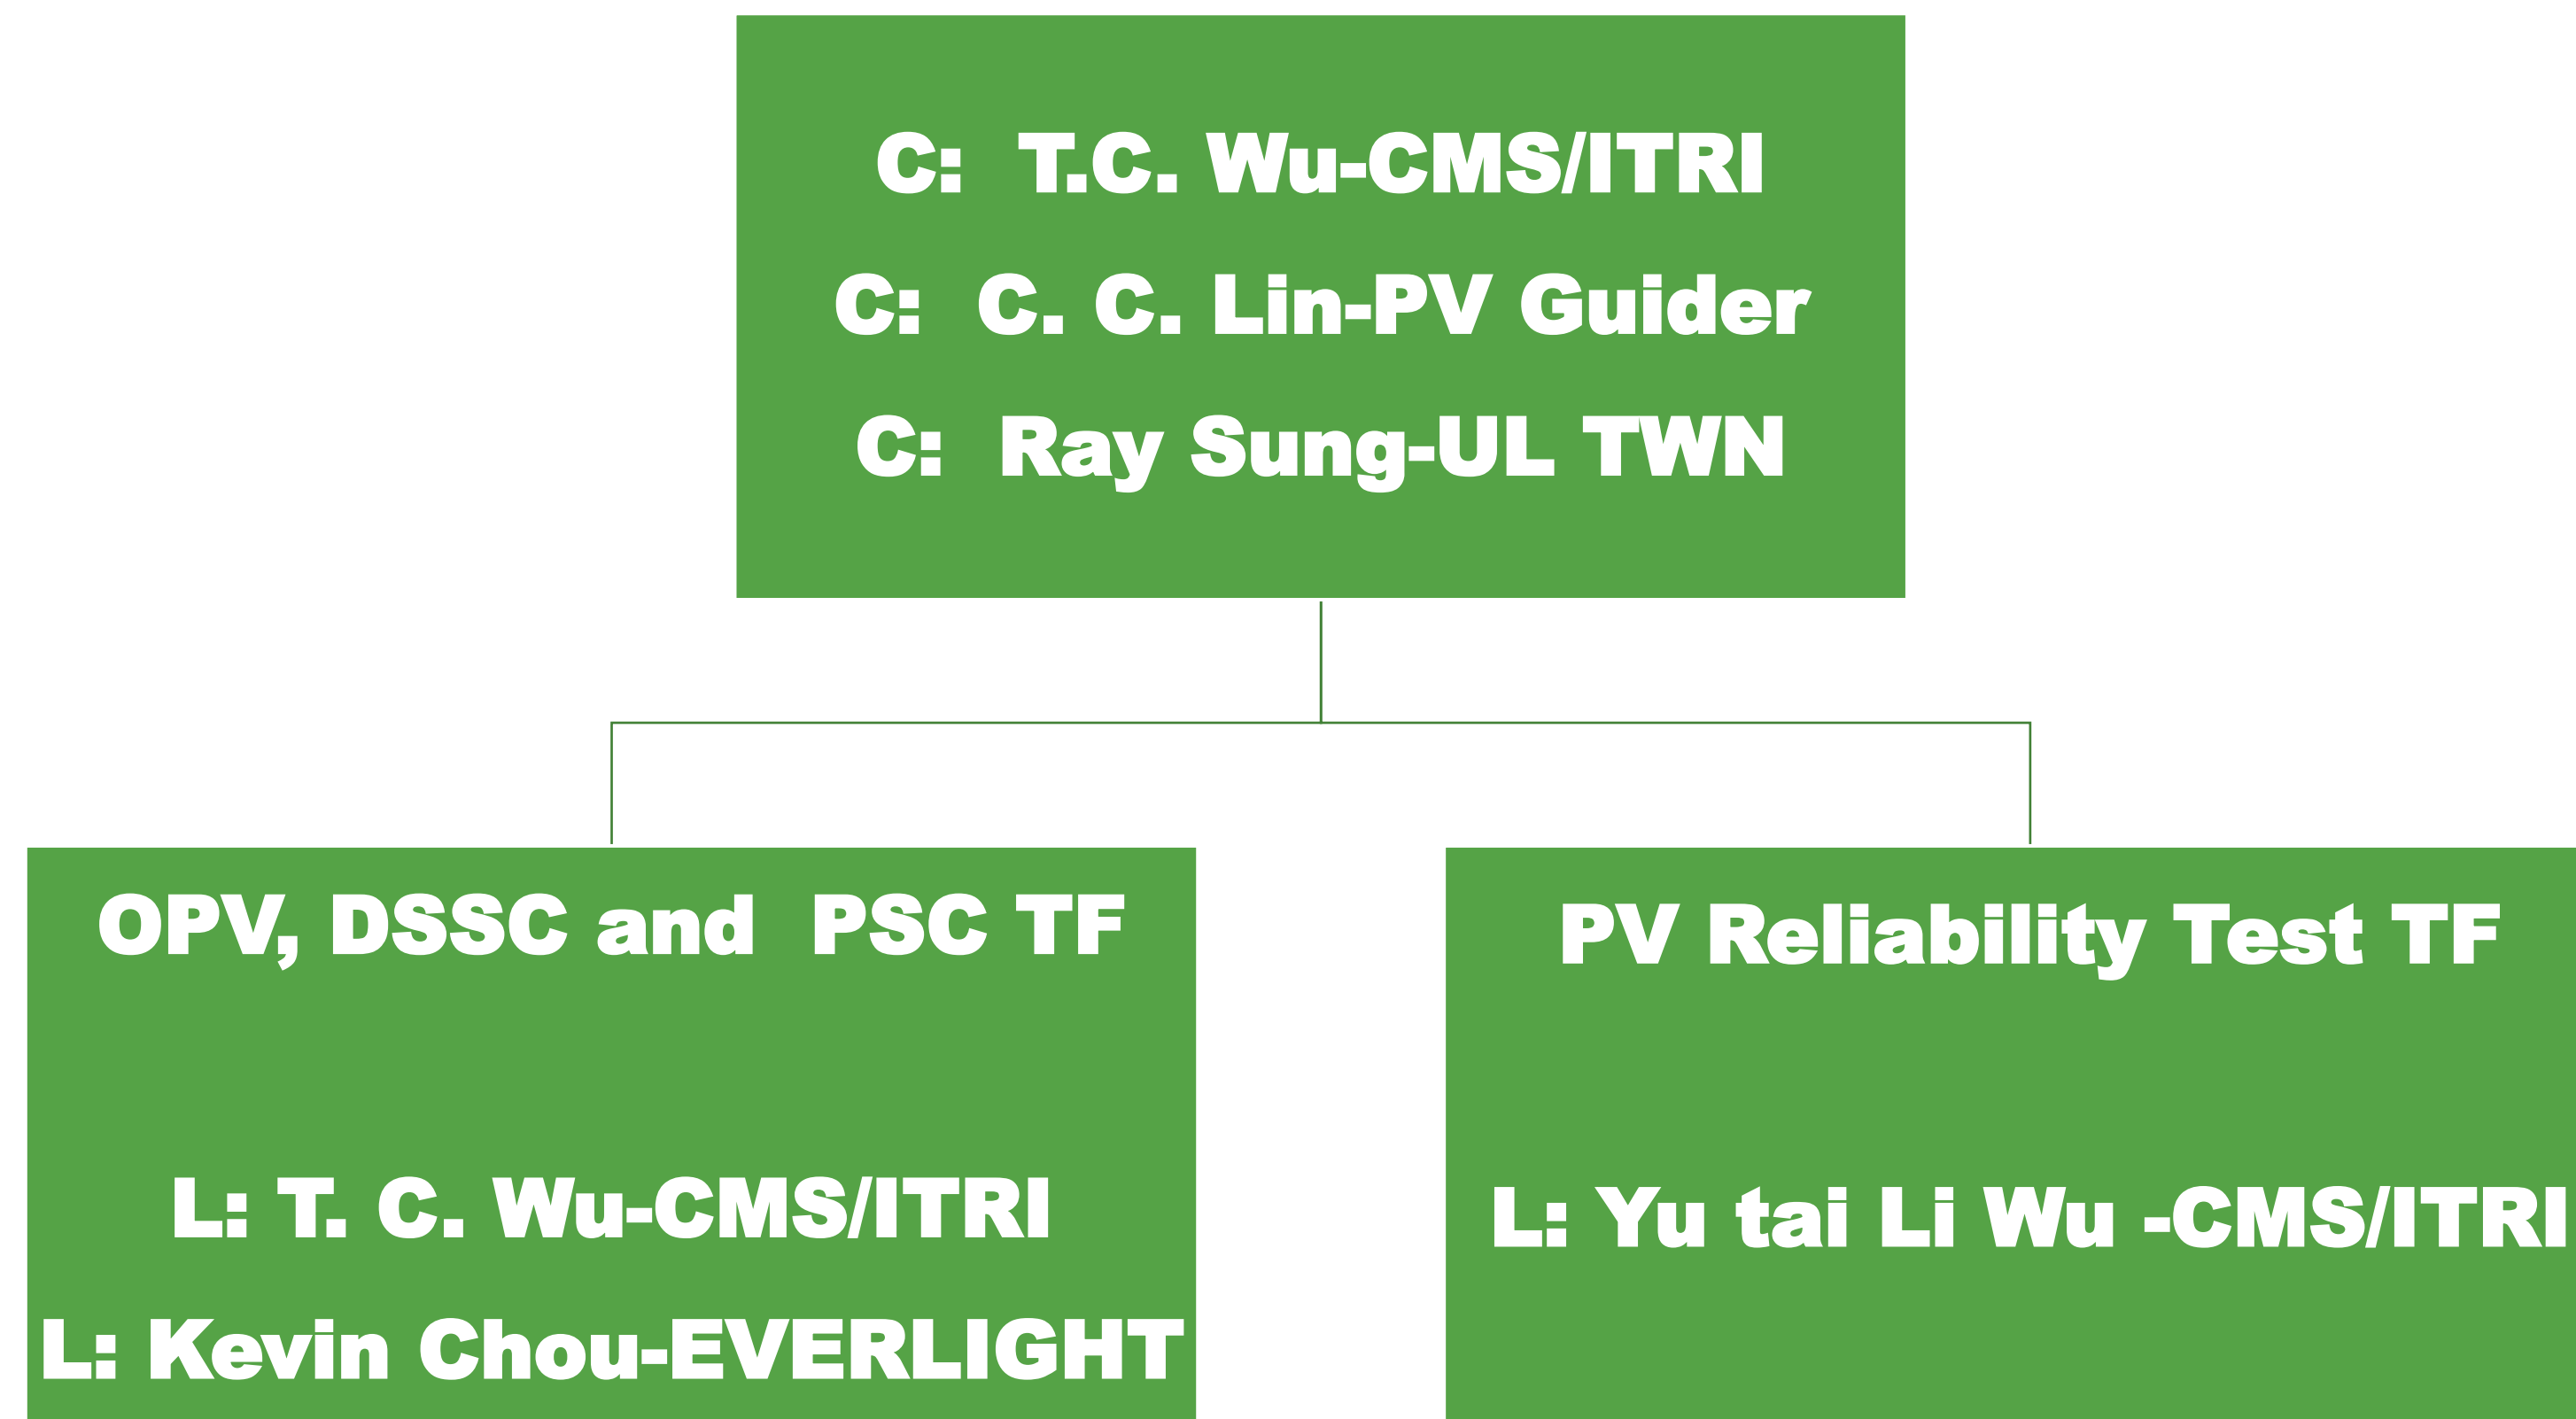 C:  T.C. Wu-CMS/ITRI
C:  C. C. Lin-PV Guider
C:  Ray Sung-UL TWN
OPV, DSSC and  PSC TF
L: T. C. Wu-CMS/ITRI
L: Kevin Chou-EVERLIGHT
PV Reliability Test TF
L: Yu tai Li Wu -CMS/ITRI